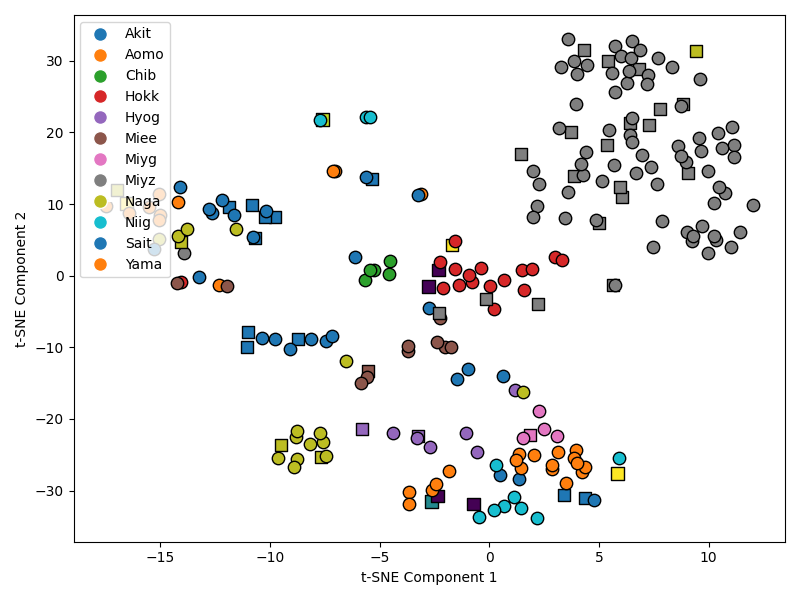 t-SNE Component 2
30
20
10
0
−10
−20
−30
Akit
Aomo
Chib
Hokk
Hyog
Miee
Miyg
Miyz
Naga
Niig
Sait
Yama
−15
−10
−5
0
5
10
t-SNE Component 1